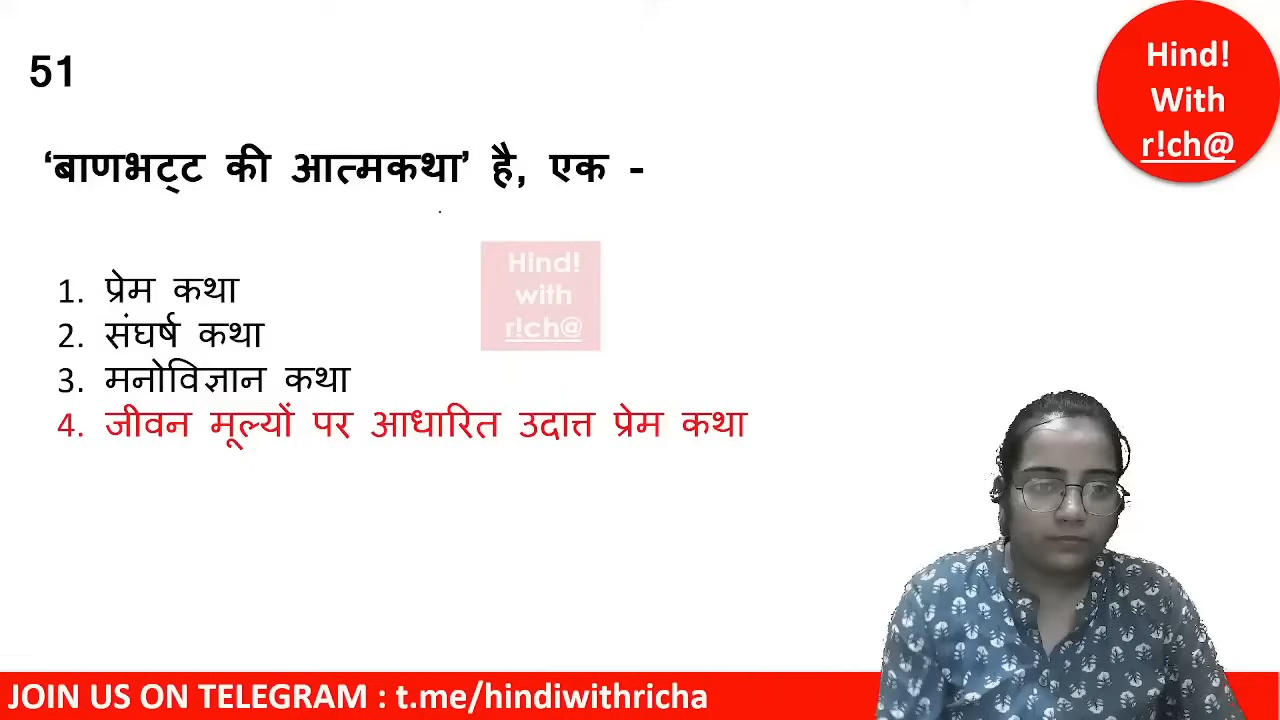 51
Hind!
With
r!ch@
‘बाणभट्ट की आत्मकथा’ है, एक -
Hind!
with
r!ch@
1. प्रेम कथा
2. संघर्ष कथा
3. मनोविज्ञान कथा
4. जीवन मूल्यों पर आधारित उदात्त प्रेम कथा
JOIN US ON TELEGRAM : t.me/hindiwithricha